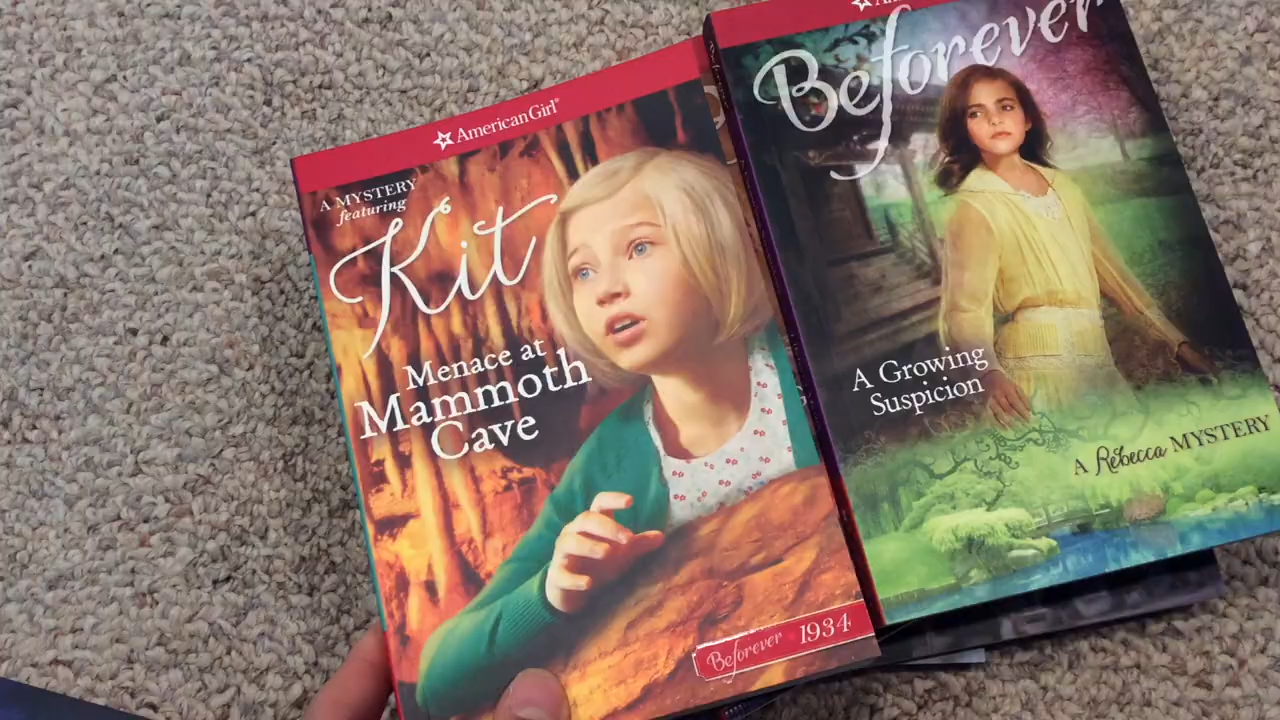 American Girl®
A MYSTERY
featuring
Kit
Menace at
Mammoth
Cave
Beforever 1934
Beforever
A Growing
Suspicion
A Rebecca MYSTERY